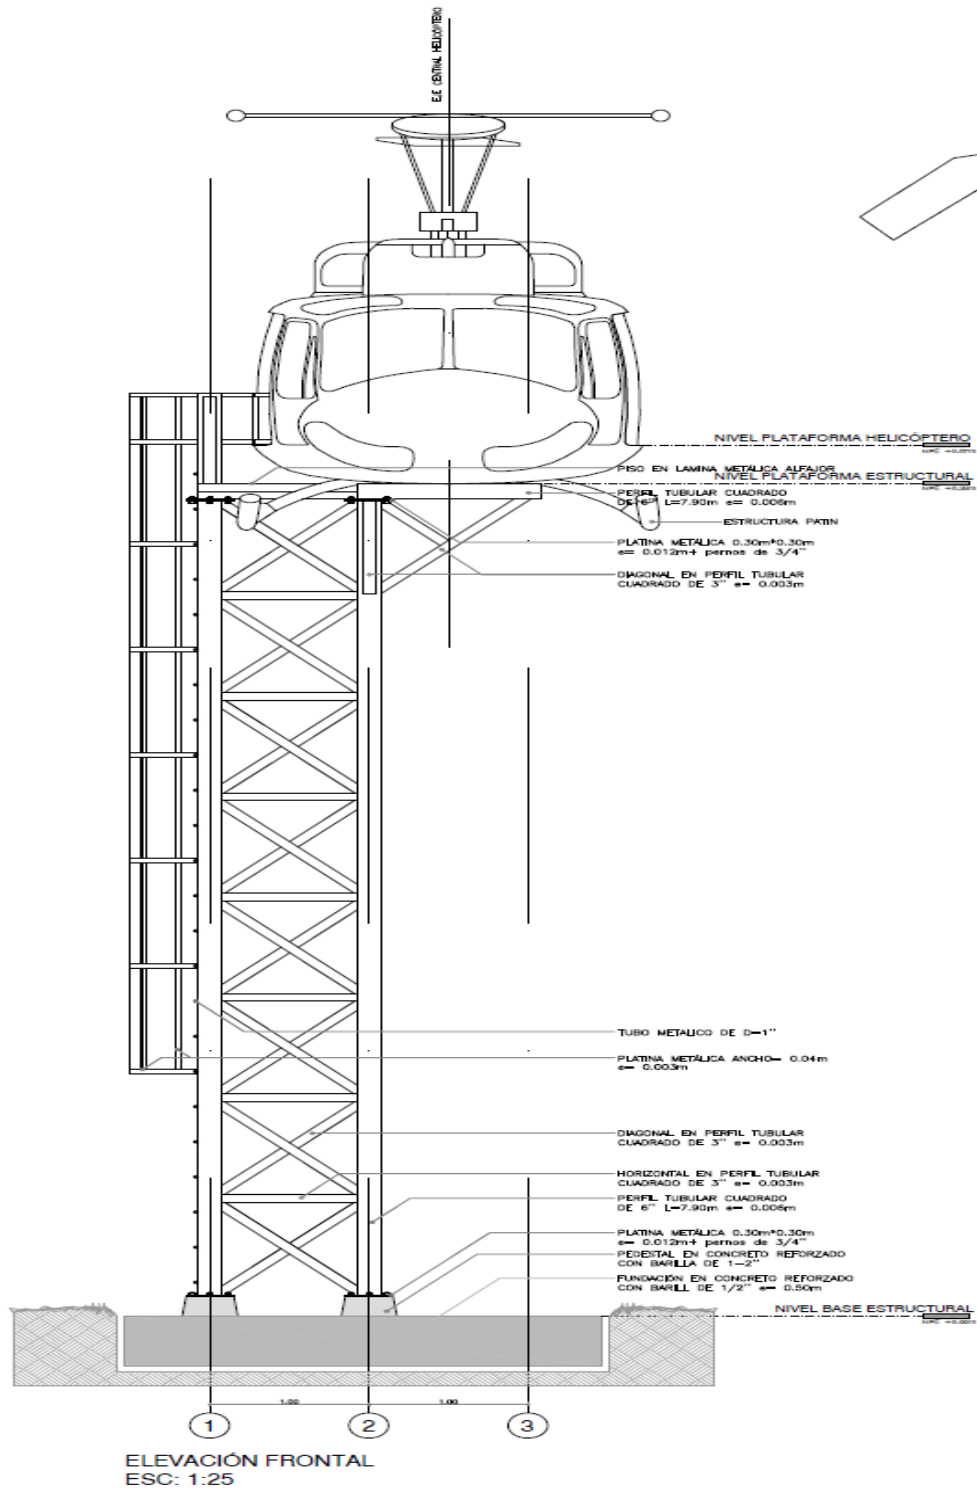 EJE CENTRAL HELICÓPTERO
NIVEL PLATAFORMA HELICÓPTERO
PISO EN LAMINA METÁLICA ALFAJOR
NIVEL PLATAFORMA ESTRUCTURAL
PERFIL TUBULAR CUADRADO
DE 6" L=7.90m e= 0.006m
ESTRUCTURA PATIN
PLATINA METÁLICA 0.30m*0.30m
e= 0.012m+ pernos de 3/4"
DIAGONAL EN PERFIL TUBULAR
CUADRADO DE 3" e= 0.003m
TUBO METALICO DE D=1"
PLATINA METÁLICA ANCHO= 0.04m
e= 0.003m
DIAGONAL EN PERFIL TUBULAR
CUADRADO DE 3" e= 0.003m
HORIZONTAL EN PERFIL TUBULAR
CUADRADO DE 3" e= 0.003m
PERFIL TUBULAR CUADRADO
DE 6" L=7.90m e= 0.006m
PLATINA METÁLICA 0.30m*0.30m
e= 0.012m+ pernos de 3/4"
PEDESTAL EN CONCRETO REFORZADO
CON BARILLA DE 1-2"
FUNDACIÓN EN CONCRETO REFORZADO
CON BARILL DE 1/2" e= 0.50m
NIVEL BASE ESTRUCTURAL
1.00 1.00
1 2 3
ELEVACIÓN FRONTAL
ESC: 1:25